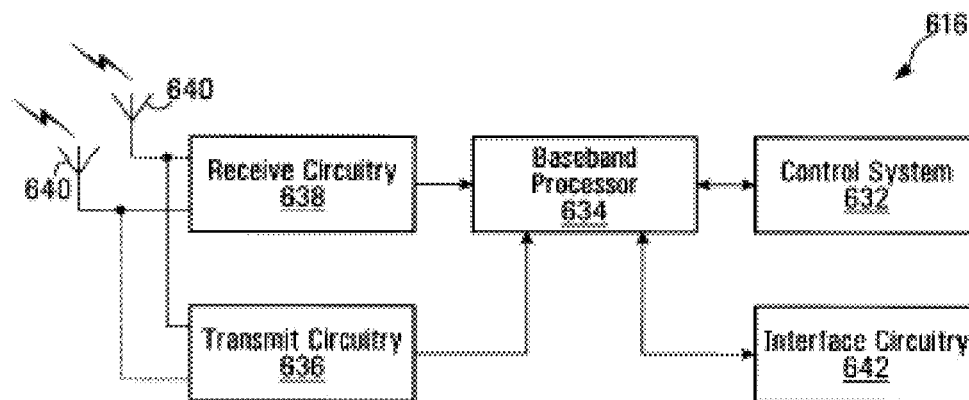 616
640
640
Receive Circuitry
638
Baseband
Processor
634
Control System
632
Transmit Circuitry
636
Interface Circuitry
642